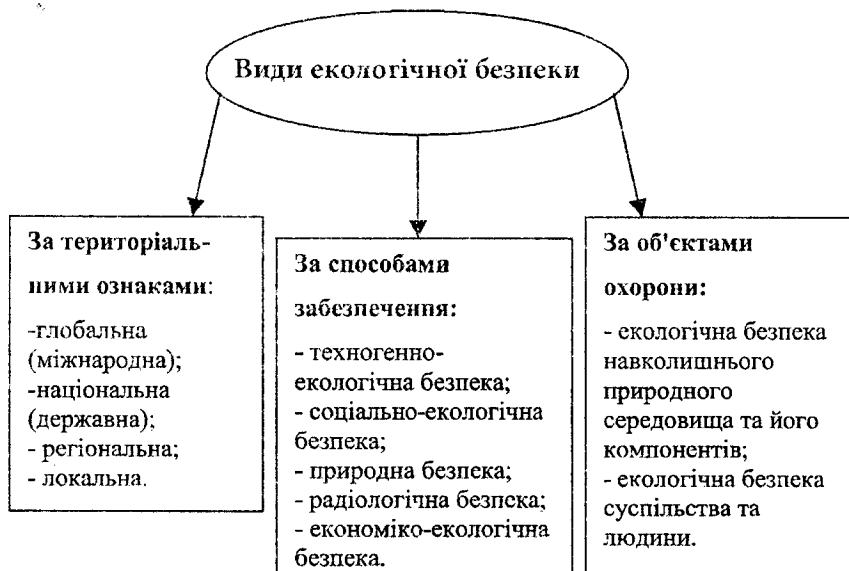 Види екологічної безпеки
За територіаль-
ними ознаками:
-глобальна
(міжнародна);
-національна
(державна);
- регіональна;
- локальна.
За способами
забезпечення:
- техногенно-
екологічна безпека;
- соціально-екологічна
безпека;
- природна безпека;
- радіологічна безпека;
- економіко-екологічна
безпека.
За об'єктами
охорони:
- екологічна безпека
навколишнього
природного
середовища та його
компонентів;
- екологічна безпека
суспільства та
людини.